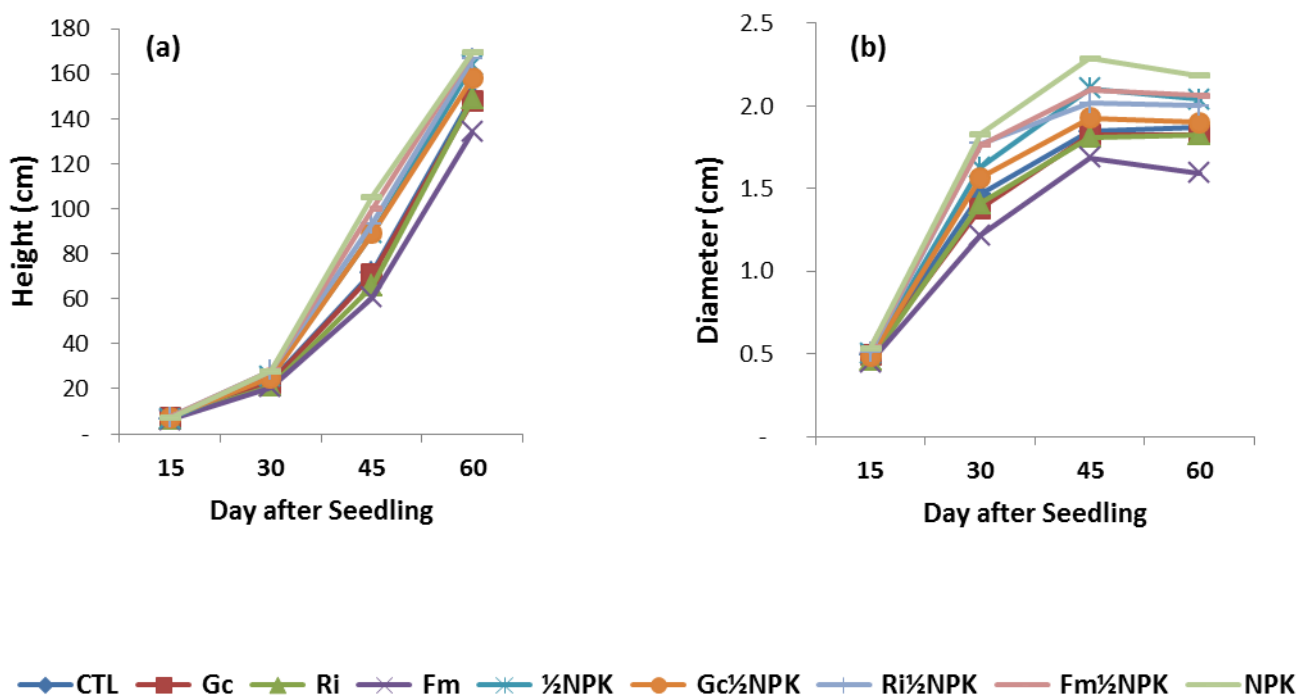 (a)
Height (cm)
180
160
140
120
100
80
60
40
20
-
15 30 45 60
Day after Seedling
(b)
Diameter (cm)
2.5
2.0
1.5
1.0
0.5
-
15 30 45 60
Day after Seedling
CTL Gc Ri Fm ½NPK Gc½NPK Ri½NPK Fm½NPK NPK